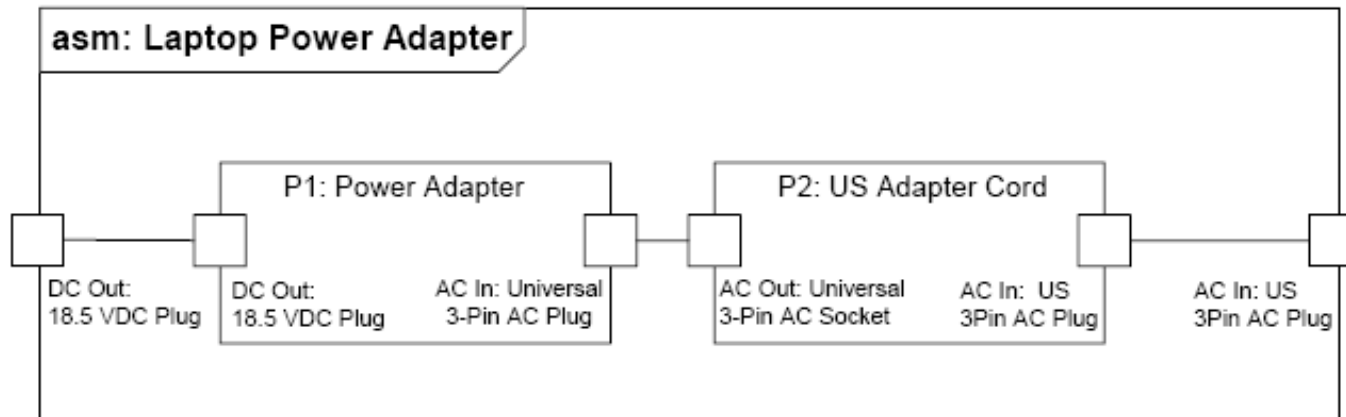 asm: Laptop Power Adapter
P1: Power Adapter
P2: US Adapter Cord
DC Out:
18.5 VDC Plug
DC Out:
18.5 VDC Plug
AC In: Universal
3-Pin AC Plug
AC Out: Universal
3-Pin AC Socket
AC In: US
3Pin AC Plug
AC In: US
3Pin AC Plug